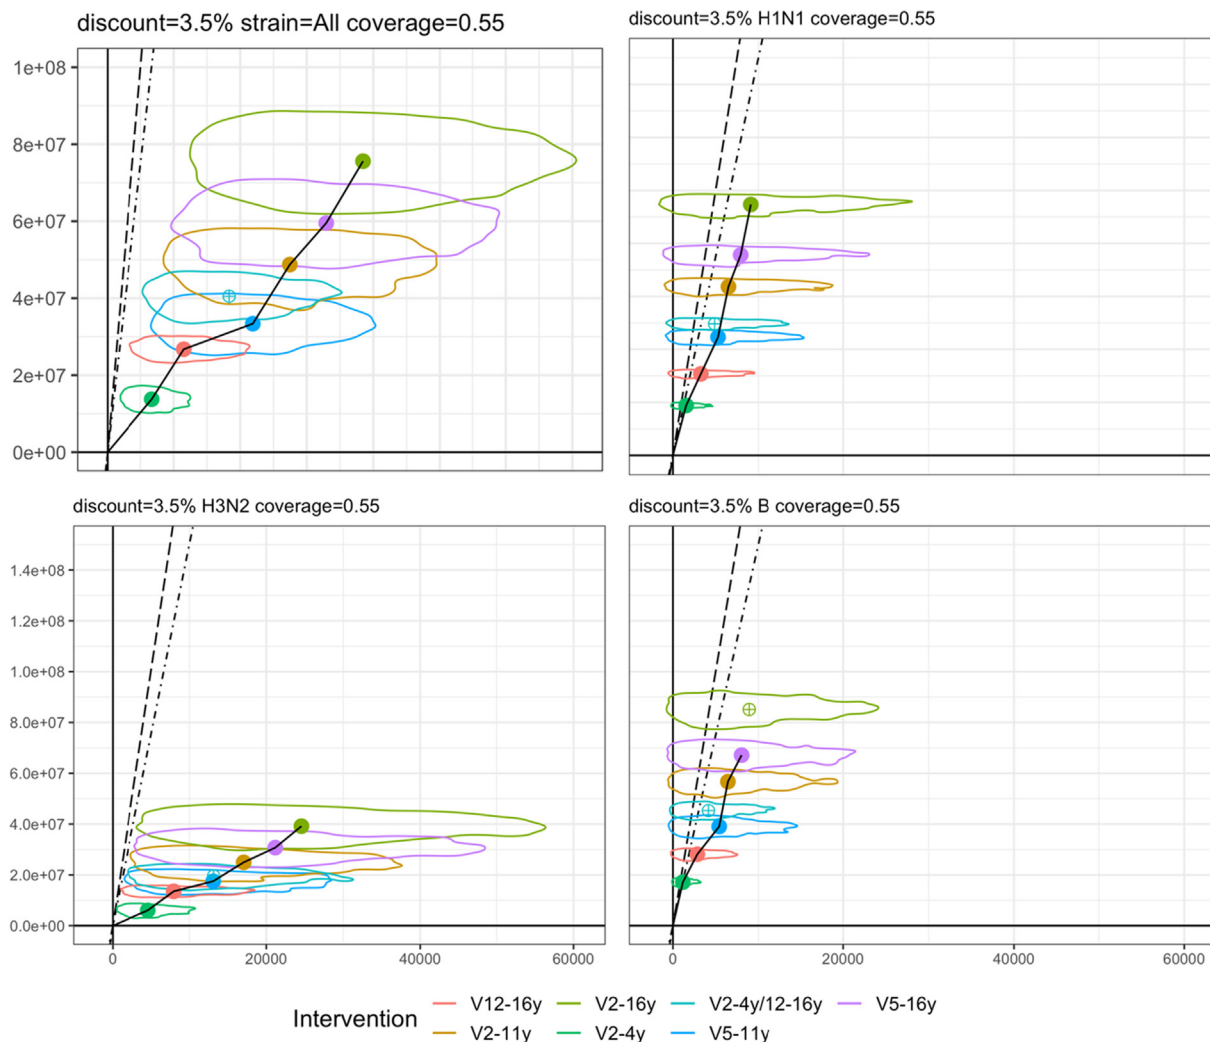 discount=3.5% strain=All coverage=0.55
1e+08
8e+07
6e+07
4e+07
2e+07
0e+00
discount=3.5% H1N1 coverage=0.55
discount=3.5% H3N2 coverage=0.55
1.4e+08
1.2e+08
1.0e+08
8.0e+07
6.0e+07
4.0e+07
2.0e+07
0.0e+00
0 20000 40000 60000
discount=3.5% B coverage=0.55
0 20000 40000 60000
Intervention
V12-16y V2-16y V2-4y/12-16y V5-16y
V2-11y V2-4y V5-11y